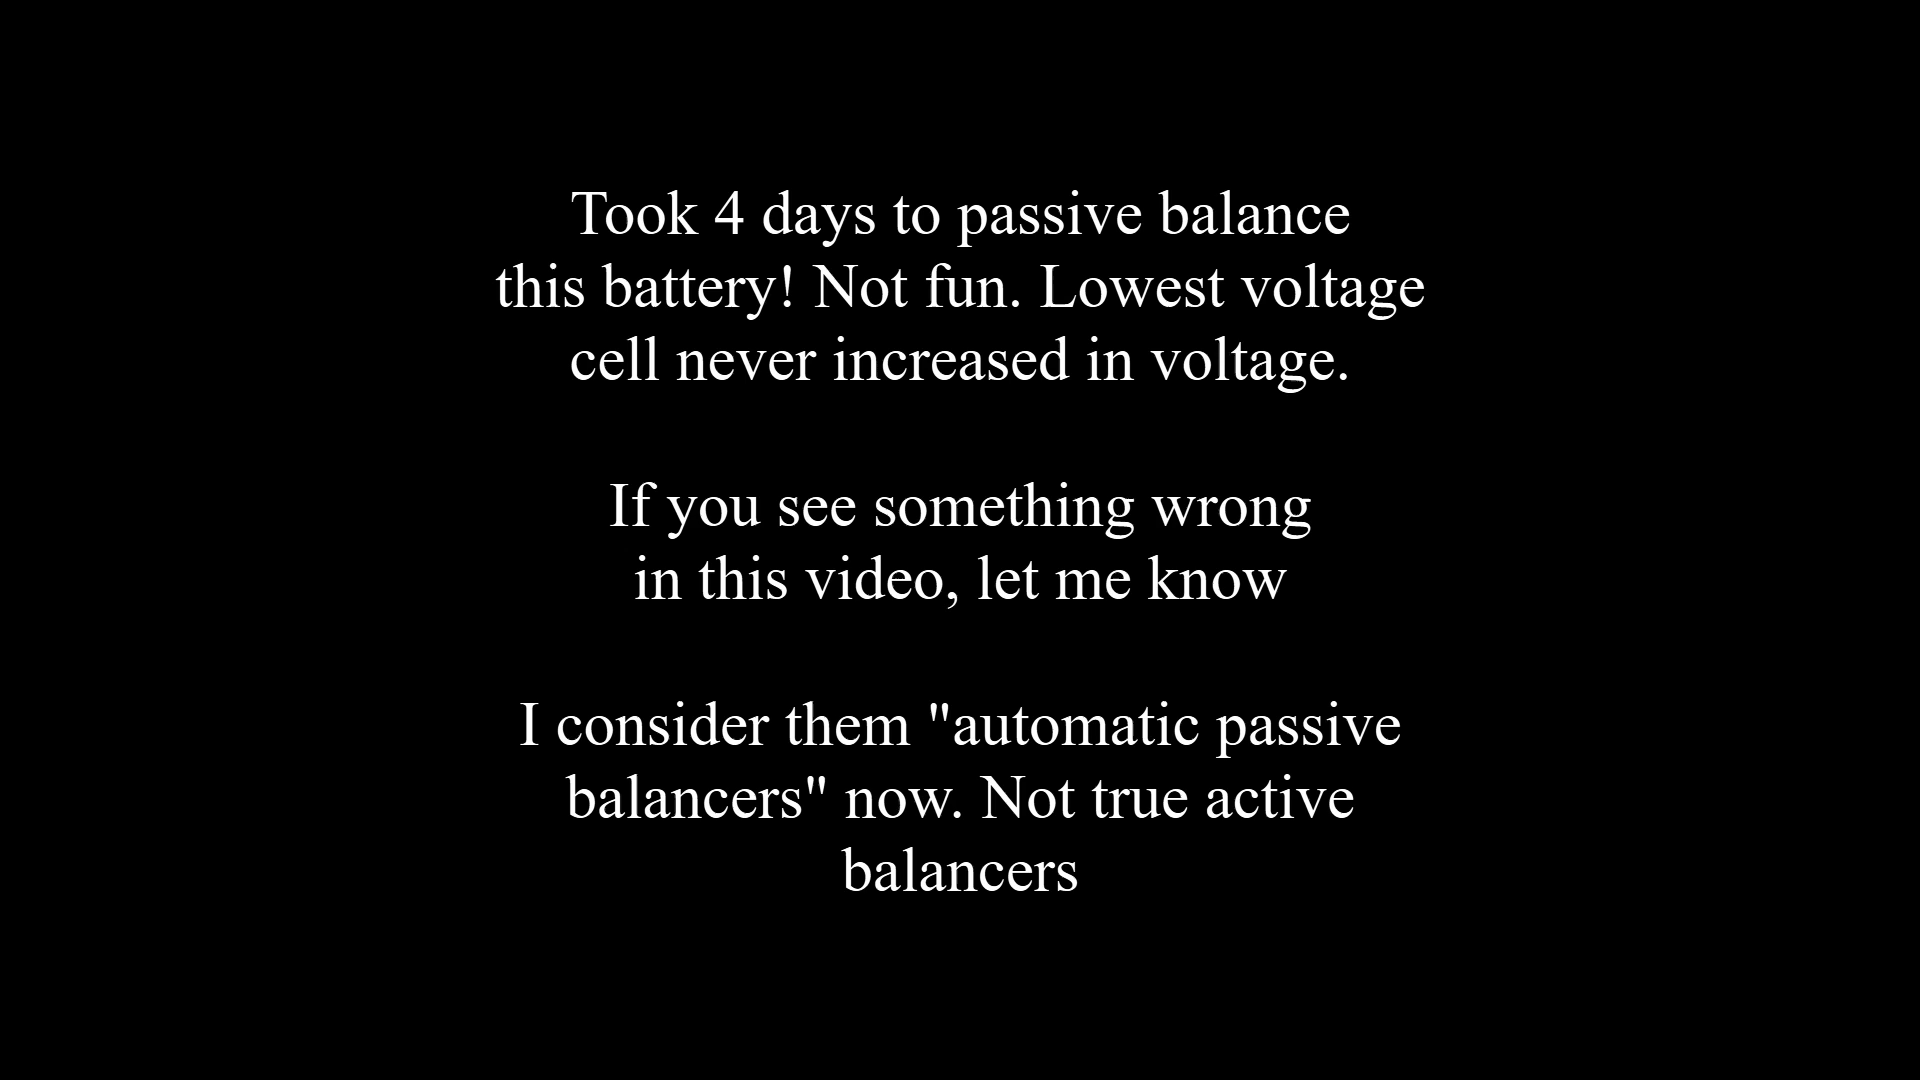 Took 4 days to passive balance
this battery! Not fun. Lowest voltage
cell never increased in voltage.
If you see something wrong
in this video, let me know
I consider them "automatic passive
balancers" now. Not true active
balancers